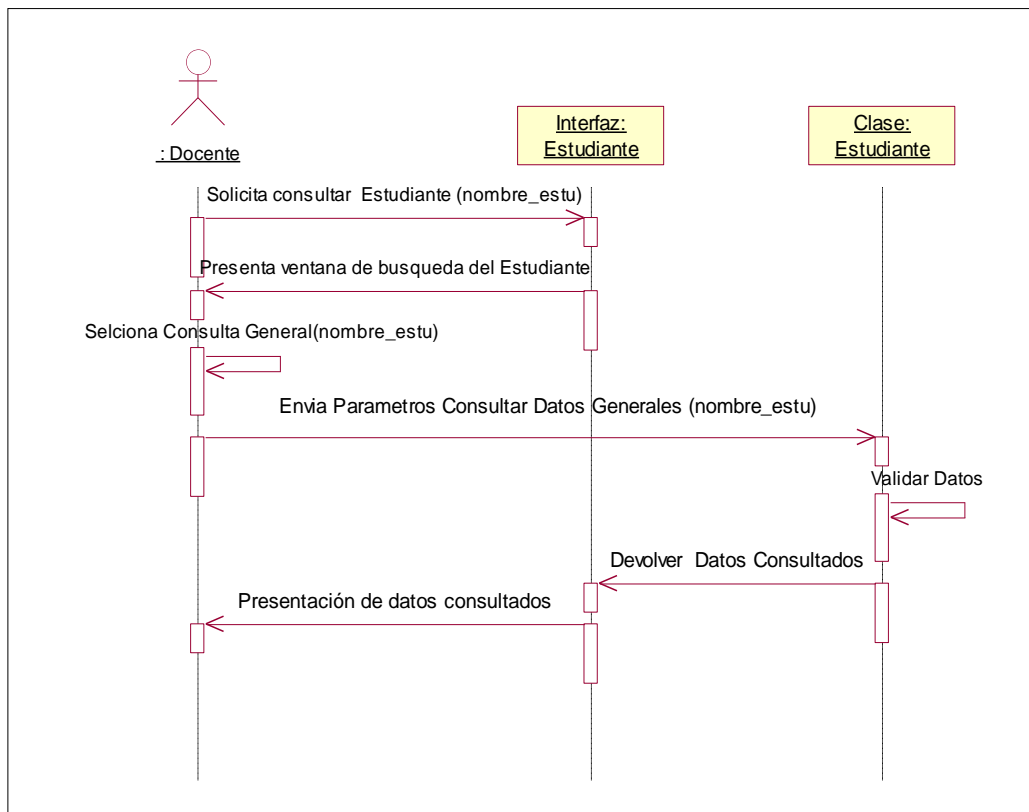 : Docente
Interfaz:
Estudiante
Clase:
Estudiante
Solicita consultar Estudiante (nombre_estu)
Presenta ventana de busqueda del Estudiante
Selciona Consulta General(nombre_estu)
Envia Parametros Consultar Datos Generales (nombre_estu)
Validar Datos
Devolver Datos Consultados
Presentación de datos consultados